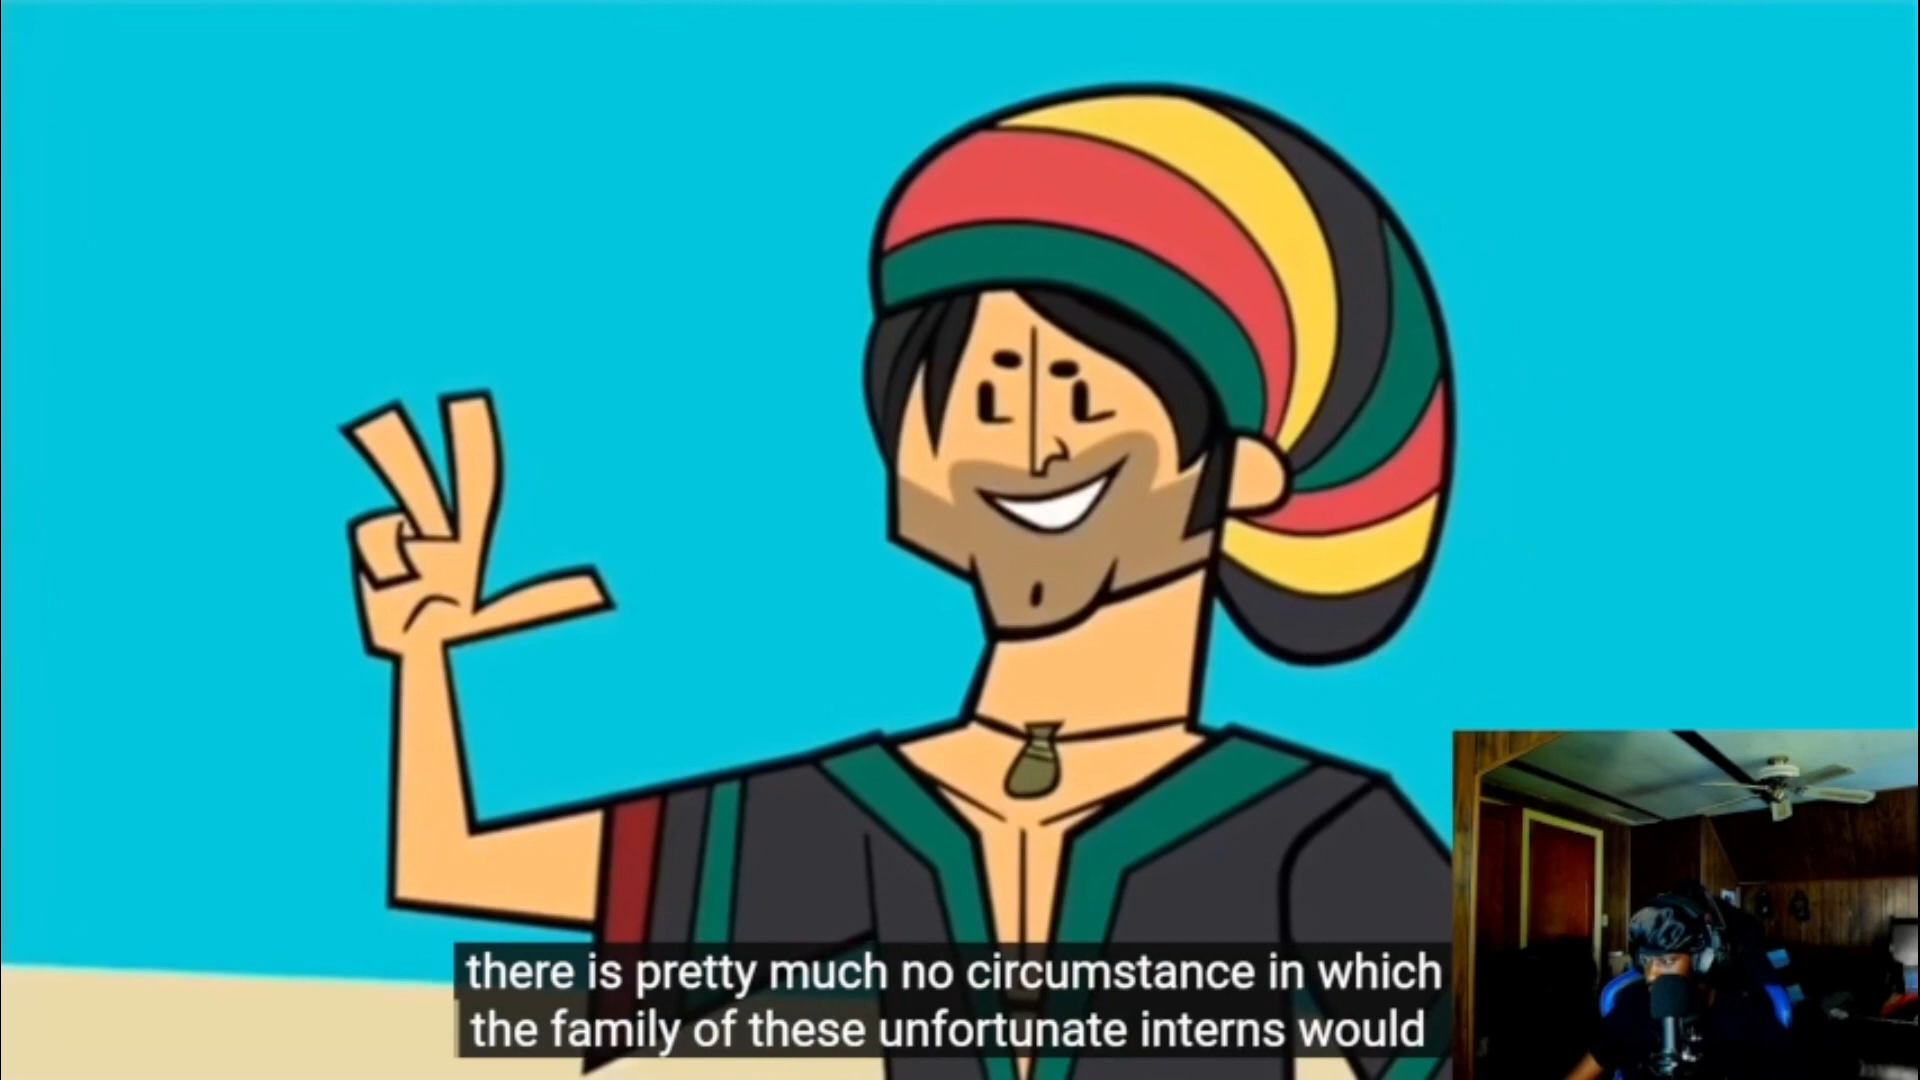 there is pretty much no circumstance in which
the family of these unfortunate interns would